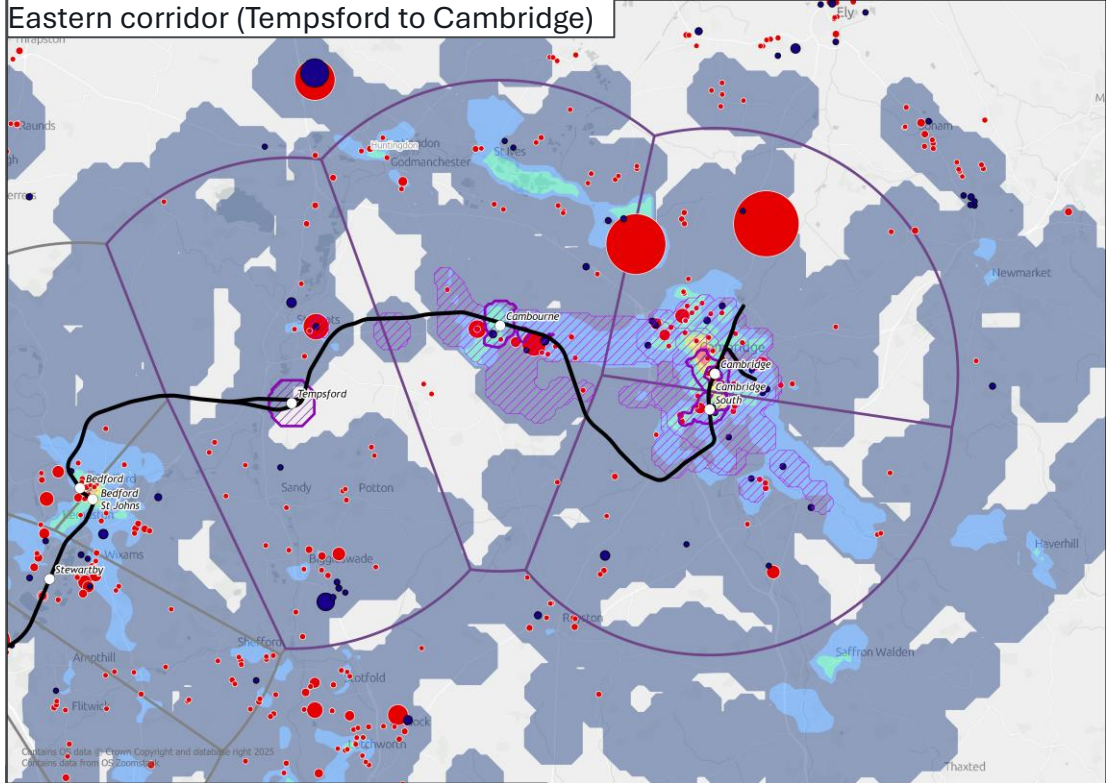 Eastern corridor (Tempsford to Cambridge)
Ely
Raunds
Huntingdon
Godmanchester
St Ives
Soham
Newmarket
Cambourne
Cambridge
Cambridge
South
Tempsford
Bedford
Bedford
St Johns
Sandy
Potton
Wixams
Stewartby
Biggleswade
Haverhill
Royston
Shefford
Saffron Walden
Ampthill
Flitwick
Thaxted
Contains OS data © Crown Copyright and database right 2025
Contains data from OS Zoomstack